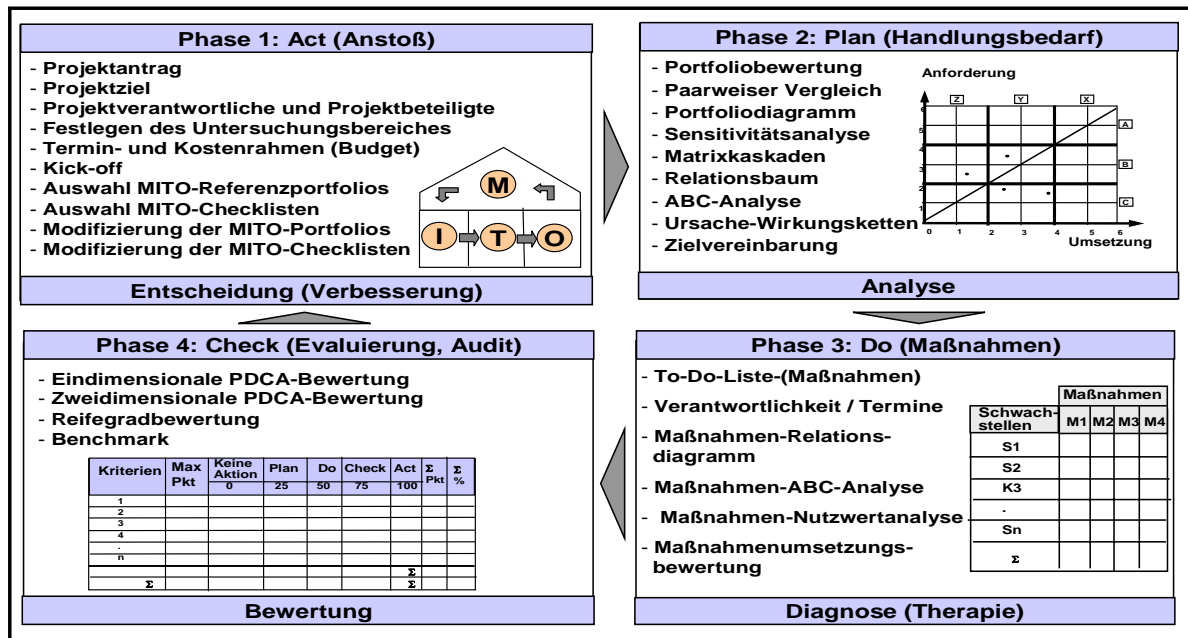 Phase 1: Act (Anstoß)
- Projektantrag
- Projektziel
- Projektverantwortliche und Projektbeteiligte
- Festlegen des Untersuchungsbereiches
- Termin- und Kostenrahmen (Budget)
- Kick-off
- Auswahl MITO-Referenzportfolios
- Auswahl MITO-Checklisten
- Modifizierung der MITO-Portfolios
- Modifizierung der MITO-Checklisten
M
I T O
Entscheidung (Verbesserung)
Phase 2: Plan (Handlungsbedarf)
- Portfoliobewertung
- Paarweiser Vergleich
- Portfoliodiagramm
- Sensitivitätsanalyse
- Matrixkaskaden
- Relationsbaum
- ABC-Analyse
- Ursache-Wirkungsketten
- Zielvereinbarung
Anforderung
Z Y X
6
5
4
3
2
1
A
B
C
0 1 2 3 4 5 6
Umsetzung
Analyse
Phase 4: Check (Evaluierung, Audit)
- Eindimensionale PDCA-Bewertung
- Zweidimensionale PDCA-Bewertung
- Reifegradbewertung
- Benchmark
Kriterien Max Pkt Keine Aktion Plan Do Check Act Σ Pkt Σ %
0 25 50 75 100
1
2
3
4
.
n
Σ
Σ Σ
Bewertung
Phase 3: Do (Maßnahmen)
- To-Do-Liste-(Maßnahmen)
- Verantwortlichkeit / Termine
- Maßnahmen-Relations-
diagramm
- Maßnahmen-ABC-Analyse
- Maßnahmen-Nutzwertanalyse
- Maßnahmenumsetzungs-
bewertung
Maßnahmen
Schwach-
stellen
M1 M2 M3 M4
S1
S2
K3
.
Sn
Σ
Diagnose (Therapie)